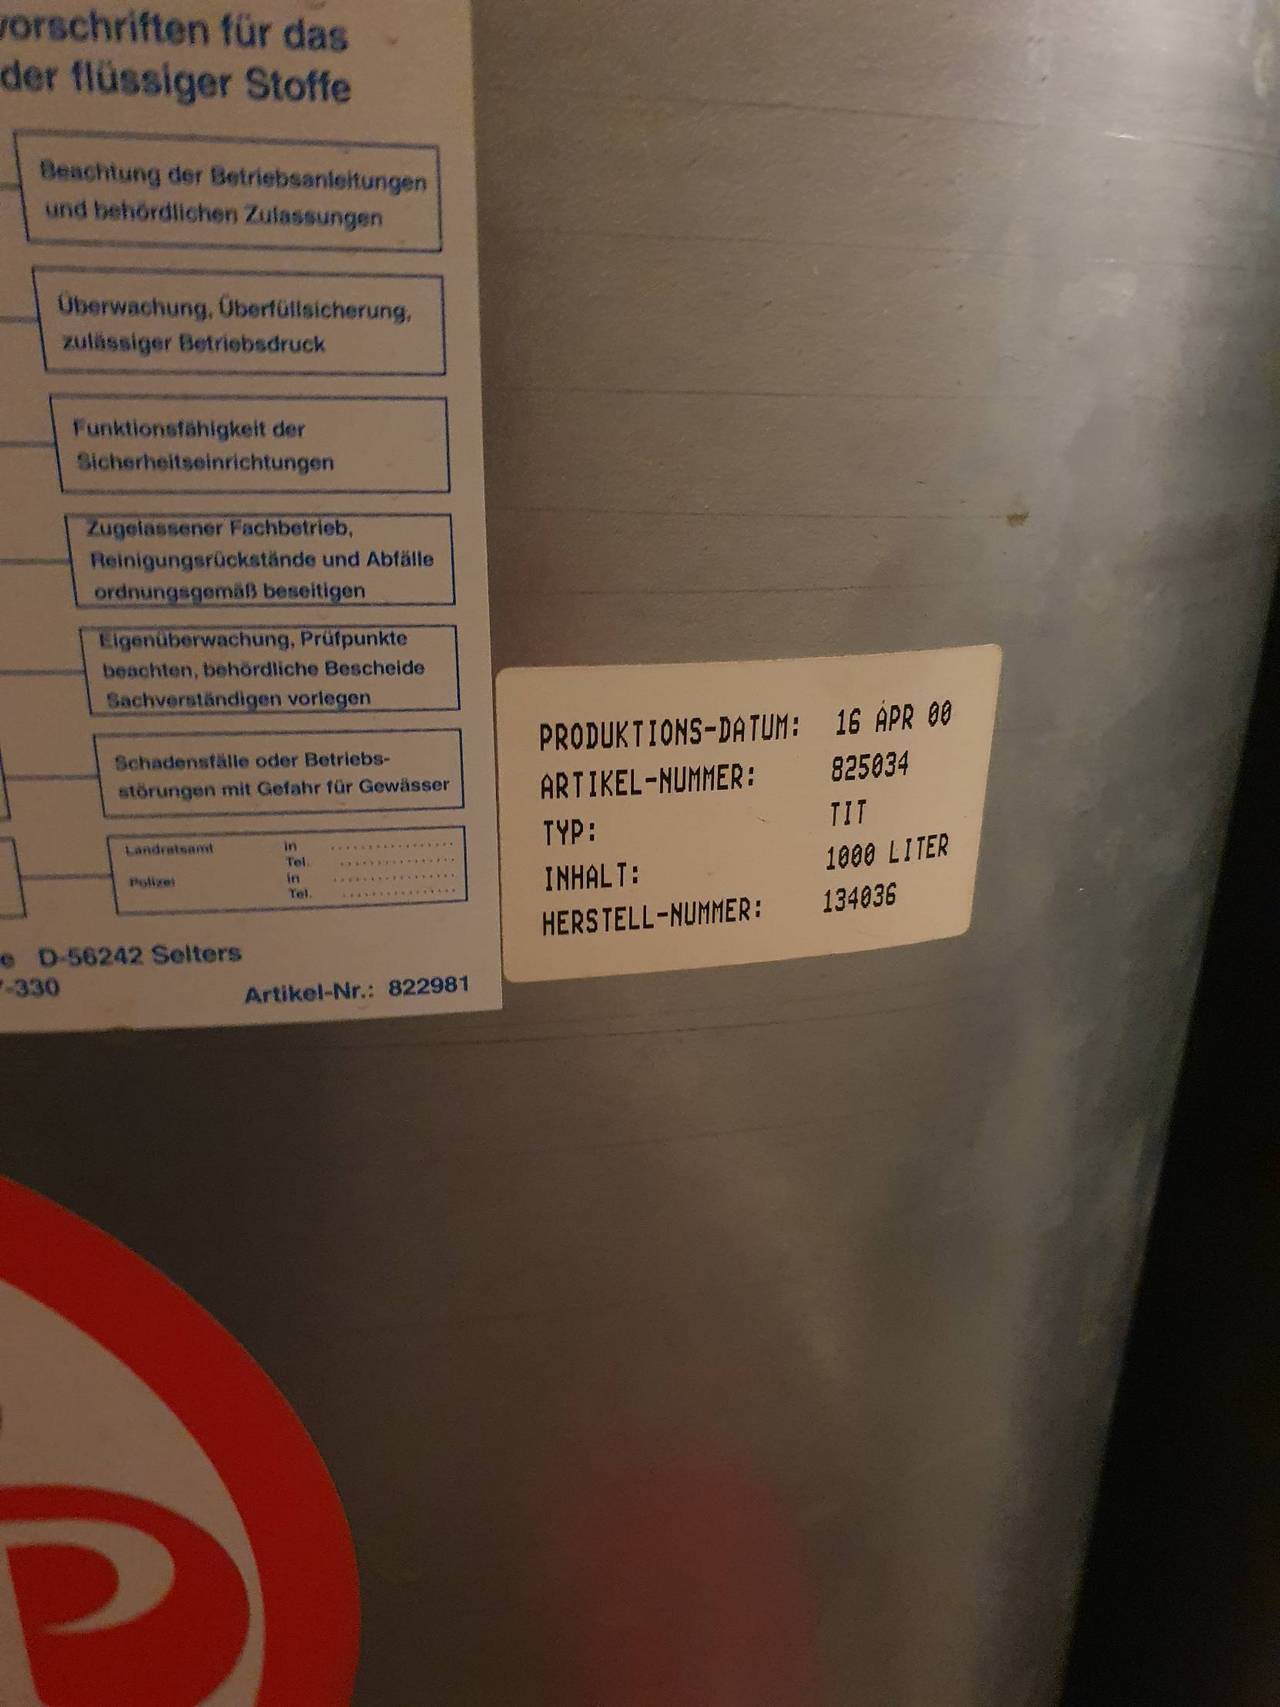 vorschriften für das
der flüssiger Stoffe
Beachtung der Betriebsanleitungen
und behördlichen Zulassungen
Überwachung, Überfüllsicherung,
zulässiger Betriebsdruck
Funktionsfähigkeit der
Sicherheitseinrichtungen
Zugelassener Fachbetrieb,
Reinigungsrückstände und Abfälle
ordnungsgemäß beseitigen
Eigenüberwachung, Prüfpunkte
beachten, behördliche Bescheide
Sachverständigen vorlegen
Schadensfälle oder Betriebs-
störungen mit Gefahr für Gewässer
Landratsamt in
Tel.
Polizei in
Tel.
e D-56242 Selters
-330
Artikel-Nr.: 822981
PRODUKTIONS-DATUM: 16 APR 00
ARTIKEL-NUMMER: 825034
TYP: TIT
INHALT: 1000 LITER
HERSTELL-NUMMER: 134036